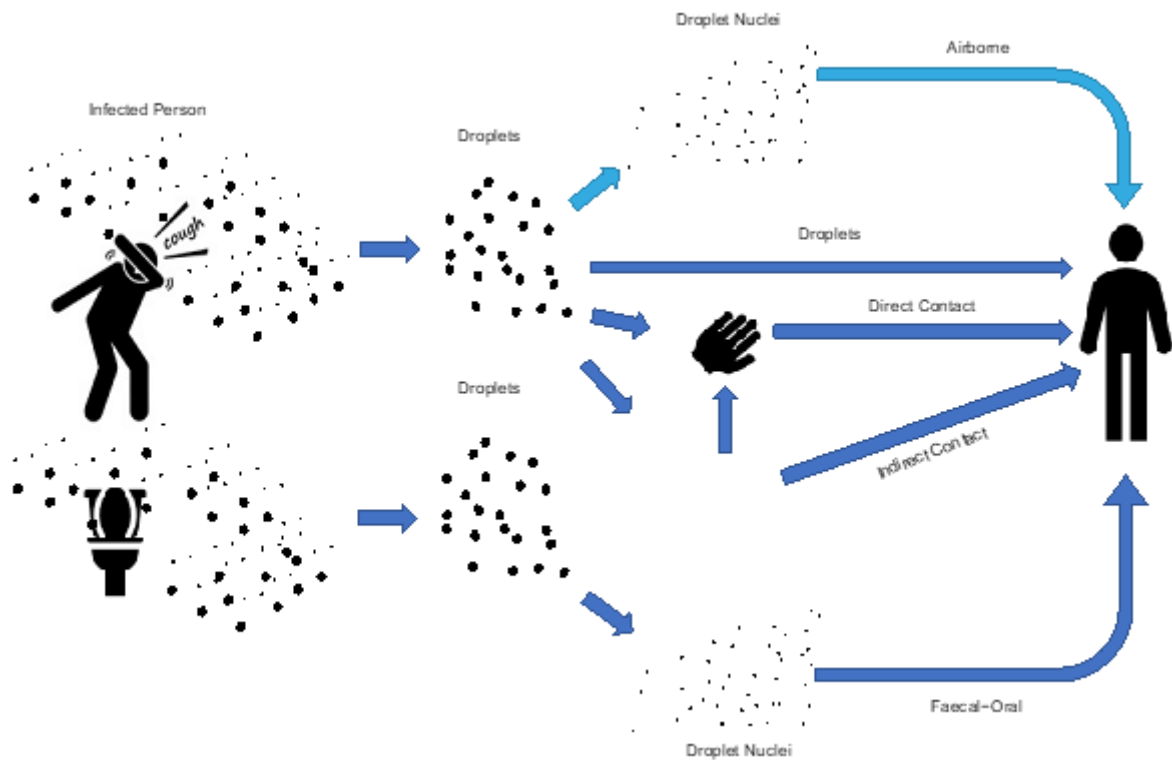 Droplet Nuclei
Airborne
Infected Person
Droplets
cough
Droplets
Direct Contact
Droplets
Indirect Contact
Faecal-Oral
Droplet Nuclei